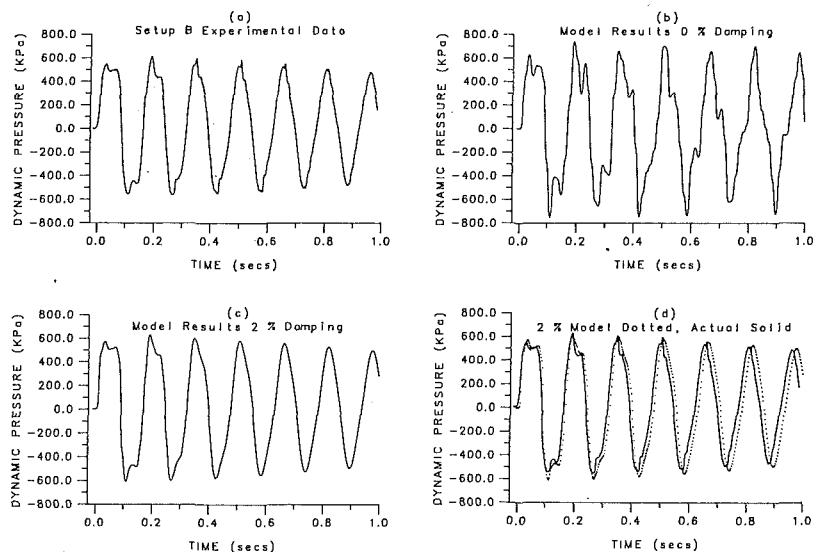 (a)
Setup B Experimental Data
DYNAMIC PRESSURE (KPa)
800.0
600.0
400.0
200.0
0.0
-200.0
-400.0
-600.0
-800.0
0.0 0.2 0.4 0.6 0.8 1.0
TIME (secs)
(b)
Model Results 0 % Damping
DYNAMIC PRESSURE (KPa)
800.0
600.0
400.0
200.0
0.0
-200.0
-400.0
-600.0
-800.0
0.0 0.2 0.4 0.6 0.8 1.0
TIME (secs)
(c)
Model Results 2 % Damping
DYNAMIC PRESSURE (KPa)
800.0
600.0
400.0
200.0
0.0
-200.0
-400.0
-600.0
-800.0
0.0 0.2 0.4 0.6 0.8 1.0
TIME (secs)
(d)
2 % Model Dotted, Actual Solid
DYNAMIC PRESSURE (KPa)
800.0
600.0
400.0
200.0
0.0
-200.0
-400.0
-600.0
-800.0
0.0 0.2 0.4 0.6 0.8 1.0
TIME (secs)